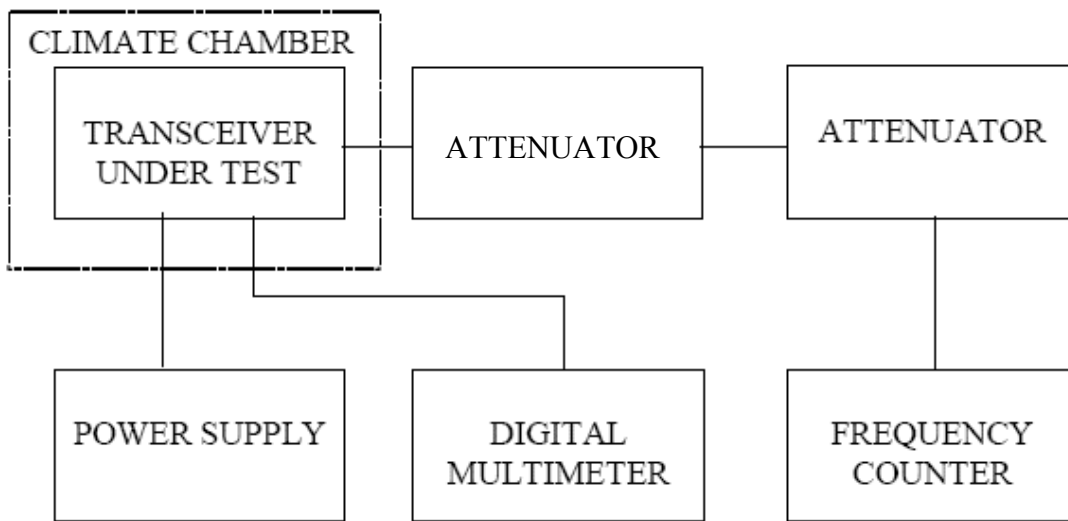 CLIMATE CHAMBER
TRANSCEIVER
UNDER TEST
ATTENUATOR
ATTENUATOR
POWER SUPPLY
DIGITAL
MULTIMETER
FREQUENCY
COUNTER